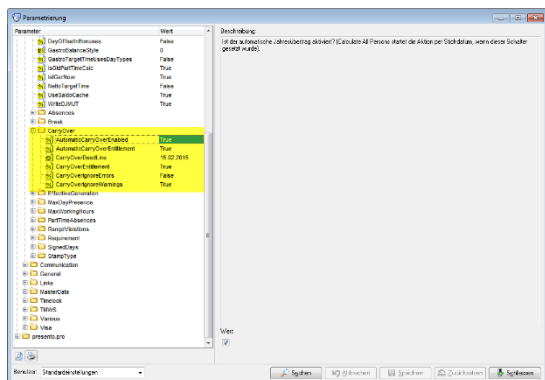 Parametrierung
Parameter Wert
DayOffsetInBonuses False
GastroBalanceStyle 0
GastroTargetTimeUsesDayTypes False
IsOldPartTimeCalc True
True
NettoTargetTime False
UseSaldoCache True
WriteDJMUT True
Absences
Break
CarryOver
AutomaticCarryOverEnabled True
AutomaticCarryOverEntitlement True
CarryOverDeadLine 15.02.2015
CarryOverEntitlement True
CarryOverIgnoreErrors False
CarryOverIgnoreWarnings True
EffectiveGeneration
MaxDayPresence
MaxWorkingHours
PartTimeAbsences
RangeViolations
Requirement
SignedDays
StampType
Communication
General
Links
MasterData
Timelook
TMWS
Various
Visa
presento.pro
Beschreibung:
Ist der automatische Jahresübertrag aktiviert? (Calculate All Persons startet die Aktion per Stichdatum, wenn dieser Schalter
gesetzt wurde).
Wert
Benutzer: Standardeinstellungen
Suchen
Abbrechen
Speichern
Zurücksetzen
Schliessen